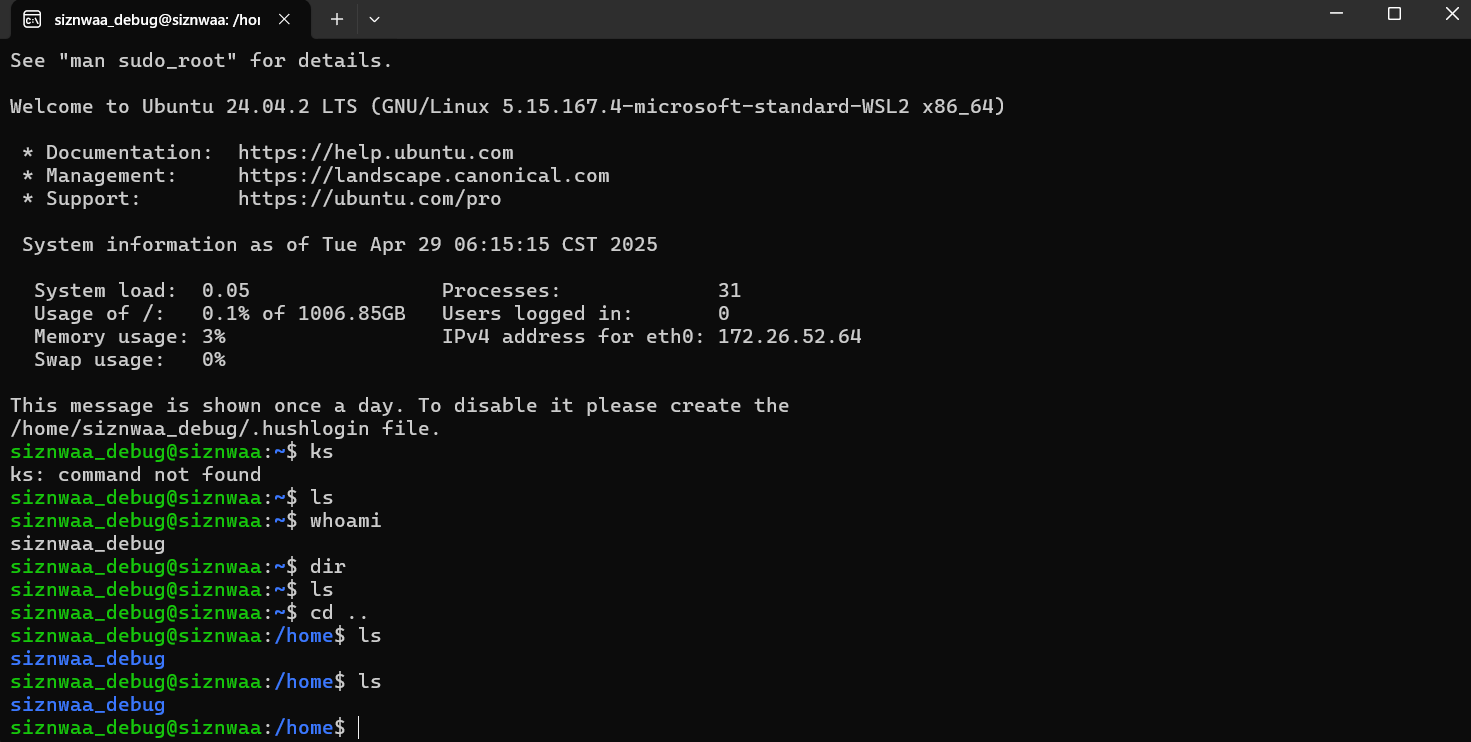 siznwaa_debug@siznwaa: /hor
See "man sudo_root" for details.
Welcome to Ubuntu 24.04.2 LTS (GNU/Linux 5.15.167.4-microsoft-standard-WSL2 x86_64)
* Documentation:  https://help.ubuntu.com
* Management:     https://landscape.canonical.com
* Support:        https://ubuntu.com/pro
System information as of Tue Apr 29 06:15:15 CST 2025
System load:  0.05                Processes:             31
Usage of /:   0.1% of 1006.85GB   Users logged in:       0
Memory usage: 3%                  IPv4 address for eth0: 172.26.52.64
Swap usage:   0%
This message is shown once a day. To disable it please create the
/home/siznwaa_debug/.hushlogin file.
siznwaa_debug@siznwaa:~$ ks
ks: command not found
siznwaa_debug@siznwaa:~$ ls
siznwaa_debug@siznwaa:~$ whoami
siznwaa_debug
siznwaa_debug@siznwaa:~$ dir
siznwaa_debug@siznwaa:~$ ls
siznwaa_debug@siznwaa:~$ cd ..
siznwaa_debug@siznwaa:/home$ ls
siznwaa_debug
siznwaa_debug@siznwaa:/home$ ls
siznwaa_debug
siznwaa_debug@siznwaa:/home$